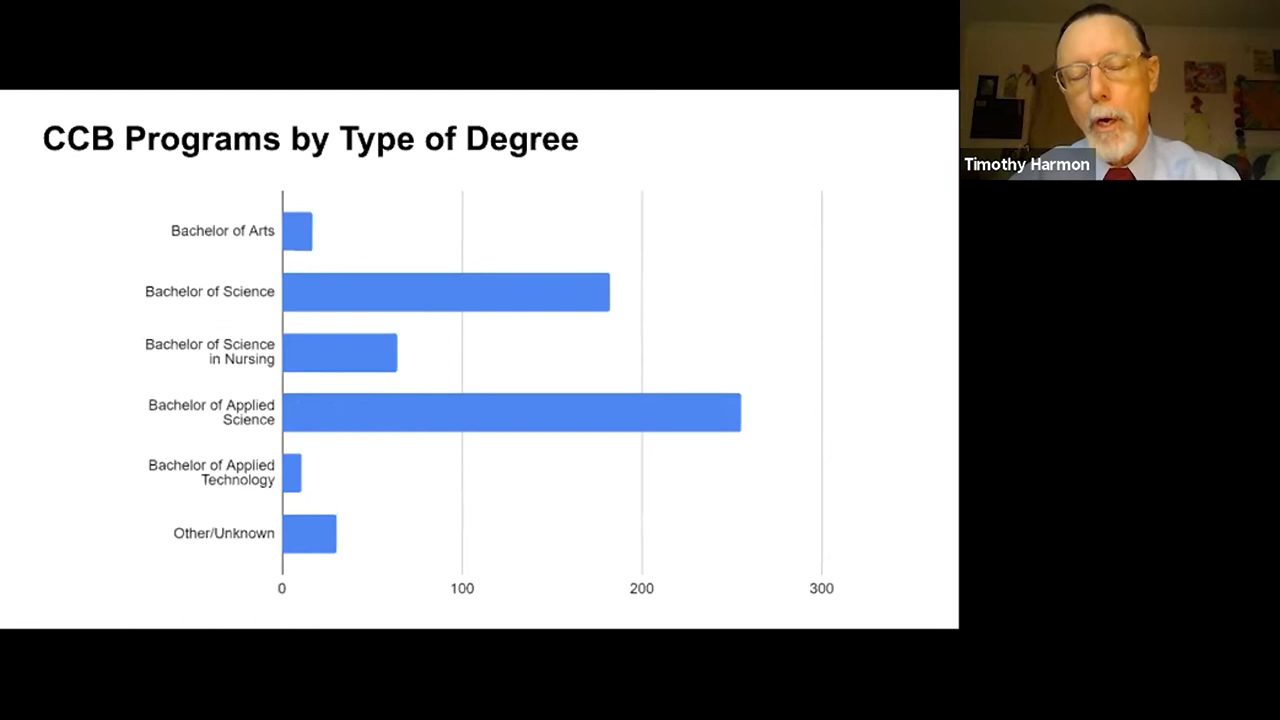 CCB Programs by Type of Degree
Bachelor of Arts
Bachelor of Science
Bachelor of Science
in Nursing
Bachelor of Applied
Science
Bachelor of Applied
Technology
Other/Unknown
0 100 200 300
Timothy Harmon